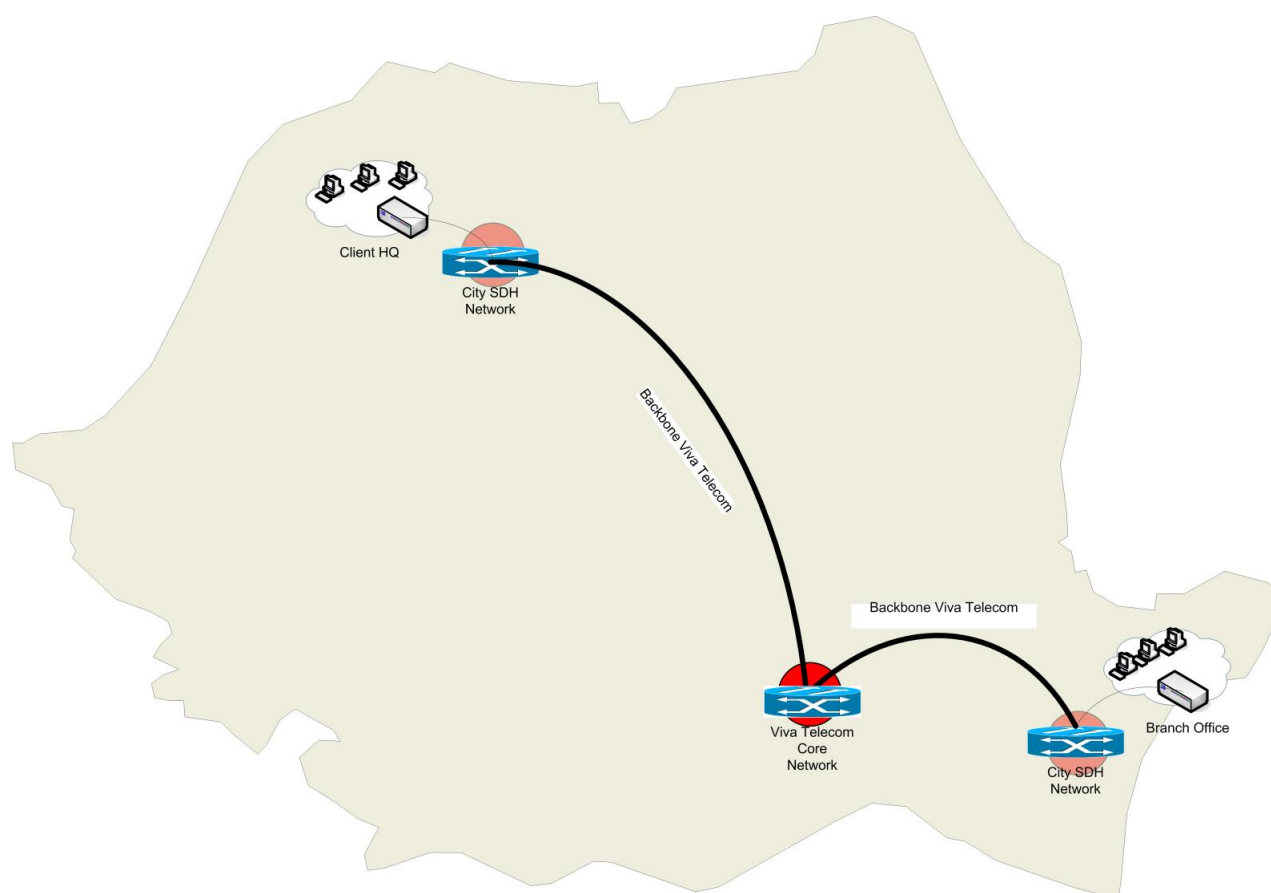 Client HQ
City SDH
Network
Backbone Viva Telecom
Backbone Viva Telecom
Viva Telecom
Core
Network
Branch Office
City SDH
Network